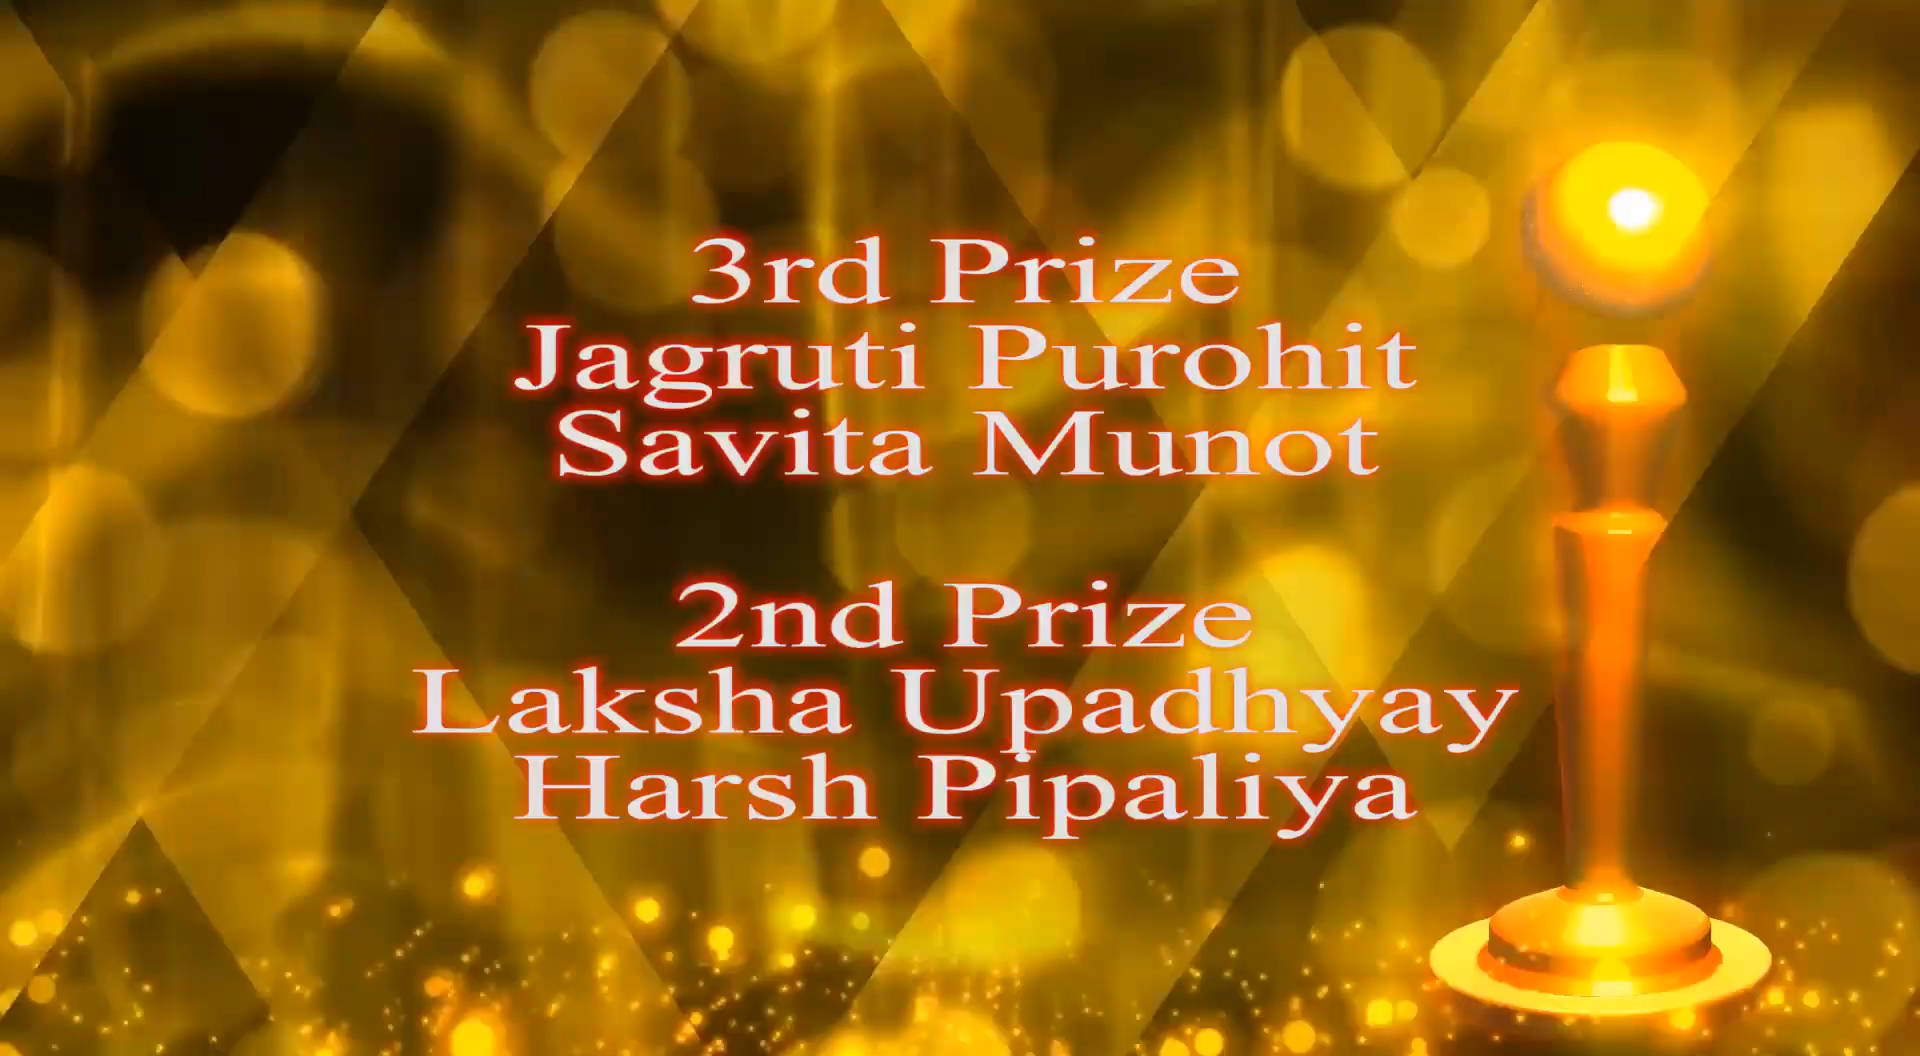 3rd Prize
Jagruti Purohit
Savita Munot
2nd Prize
Laksha Upadhyay
Harsh Pipaliya